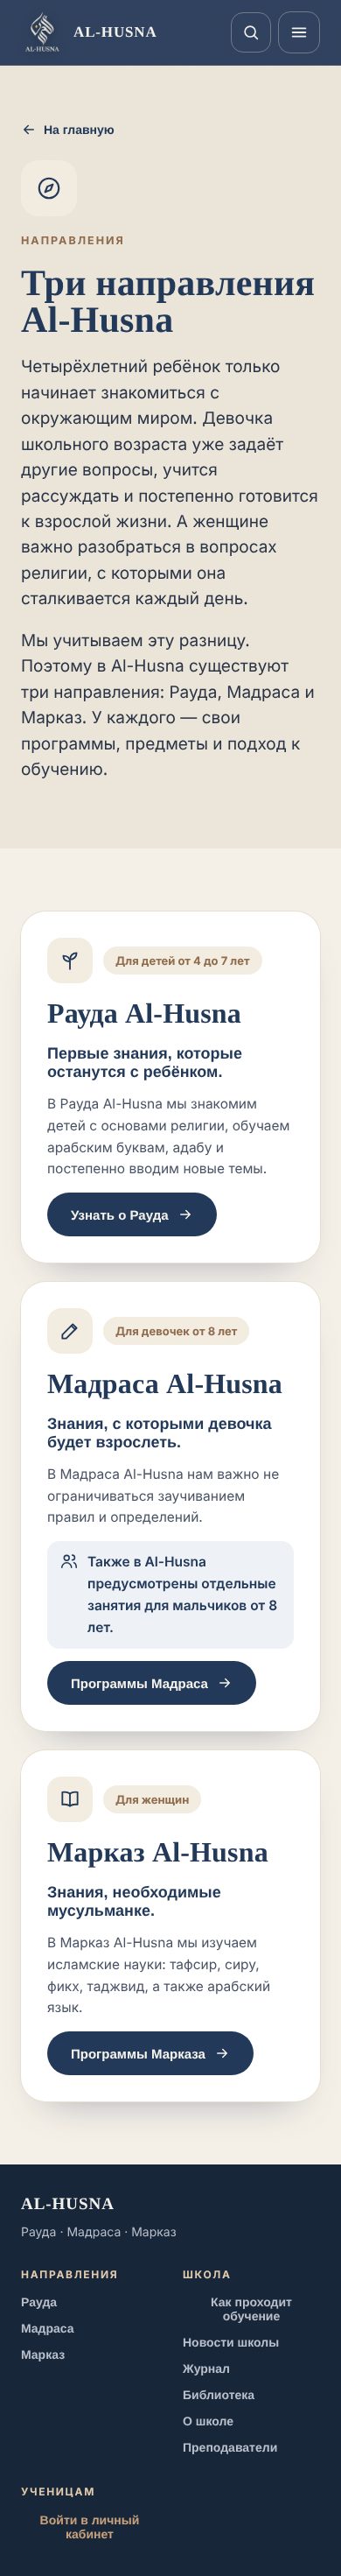 AL-HUSNA
AL-HUSNA
На главную
НАПРАВЛЕНИЯ
Три направления
Al-Husna
Четырёхлетний ребёнок только
начинает знакомиться с
окружающим миром. Девочка
школьного возраста уже задаёт
другие вопросы, учится
рассуждать и постепенно готовится
к взрослой жизни. А женщине
важно разобраться в вопросах
религии, с которыми она
сталкивается каждый день.
Мы учитываем эту разницу.
Поэтому в Al-Husna существуют
три направления: Рауда, Мадраса и
Марказ. У каждого — свои
программы, предметы и подход к
обучению.
Для детей от 4 до 7 лет
Рауда Al-Husna
Первые знания, которые
останутся с ребёнком.
В Рауда Al-Husna мы знакомим
детей с основами религии, обучаем
арабским буквам, адабу и
постепенно вводим новые темы.
Узнать о Рауда
Для девочек от 8 лет
Мадраса Al-Husna
Знания, с которыми девочка
будет взрослеть.
В Мадраса Al-Husna нам важно не
ограничиваться заучиванием
правил и определений.
Также в Al-Husna
предусмотрены отдельные
занятия для мальчиков от 8
лет.
Программы Мадраса
Для женщин
Марказ Al-Husna
Знания, необходимые
мусульманке.
В Марказ Al-Husna мы изучаем
исламские науки: тафсир, сиру,
фикх, таджвид, а также арабский
язык.
Программы Марказа
AL-HUSNA
Рауда · Мадраса · Марказ
НАПРАВЛЕНИЯ
Рауда
Мадраса
Марказ
ШКОЛА
Как проходит
обучение
Новости школы
Журнал
Библиотека
О школе
Преподаватели
УЧЕНИЦАМ
Войти в личный
кабинет